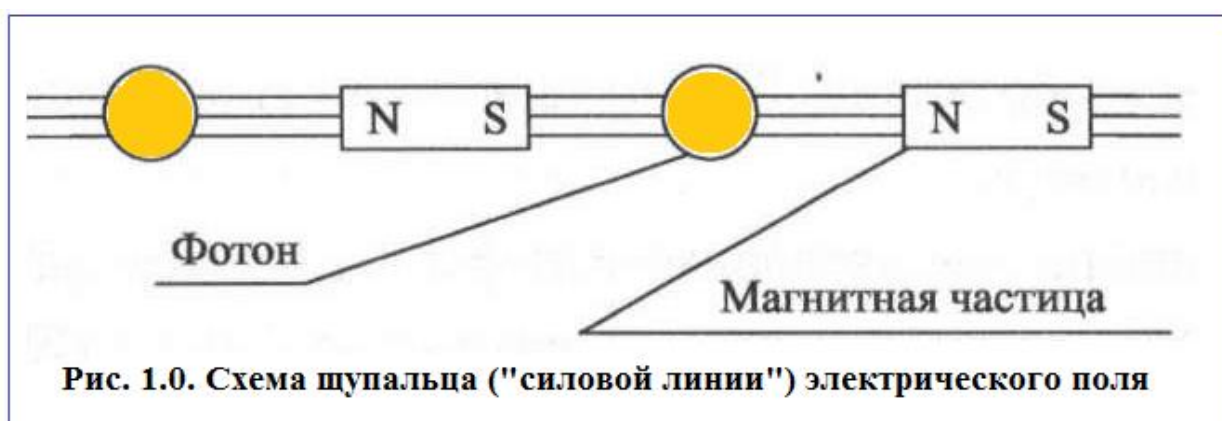 N S
N S
Фотон
Магнитная частица
Рис. 1.0. Схема щупальца ("силовой линии") электрического поля